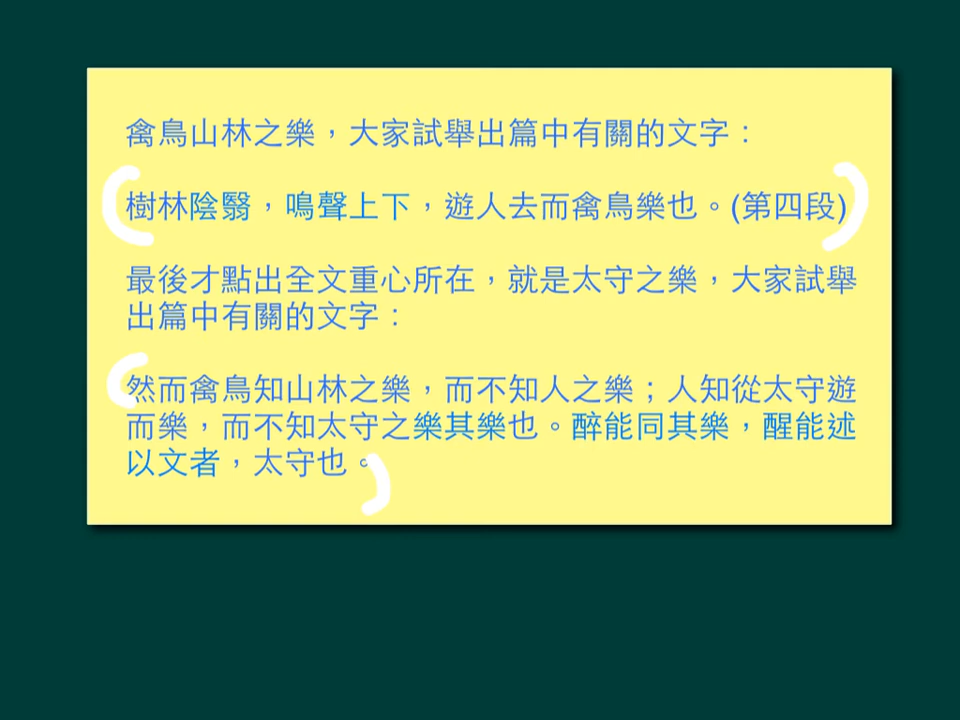 禽鳥山林之樂，大家試舉出篇中有關的文字：
樹林陰翳，鳴聲上下，遊人去而禽鳥樂也。(第四段)
最後才點出全文重心所在，就是太守之樂，大家試舉
出篇中有關的文字：
然而禽鳥知山林之樂，而不知人之樂；人知從太守遊
而樂，而不知太守之樂其樂也。醉能同其樂，醒能述
以文者，太守也。